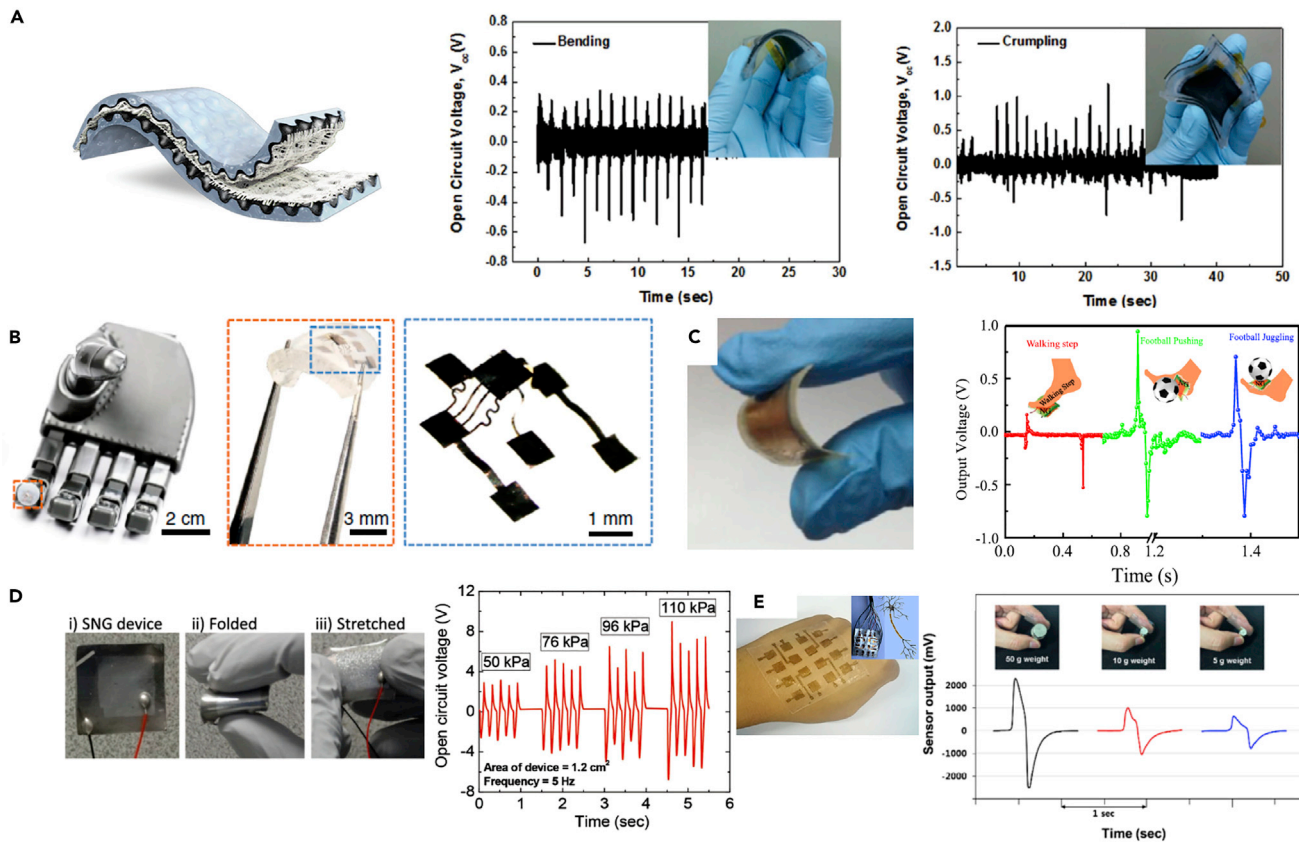 A
Open Circuit Voltage, Voc(V)
0.8
0.6
0.4
0.2
0.0
-0.2
-0.4
-0.6
0.8
Bending
0 5 10 15 20 25 30
Time (sec)
Open Circuit Voltage, Voc(V)
2.0
1.5
1.0
0.5
0.0
-0.5
-1.0
-1.5
Crumpling
10 20 30 40 50
Time (sec)
B
2 cm
3 mm
1 mm
C
Output Voltage (V)
1.0
0.5
0.0
-0.5
-1.0
Walking step
Walking Step
Football Pushing
Football Juggling
0.0 0.4 0.8 1.2 1.4
Time (s)
D
i) SNG device
ii) Folded
iii) Stretched
Open circuit voltage (V)
12
8
4
0
-4
-8
50 kPa
76 kPa
96 kPa
110 kPa
Area of device = 1.2 cm²
Frequency = 5 Hz
0 1 2 3 4 5 6
Time (sec)
E
50 g weight
10 g weight
5 g weight
Sensor output (mV)
2000
1000
0
-1000
-2000
1 sec
Time (sec)